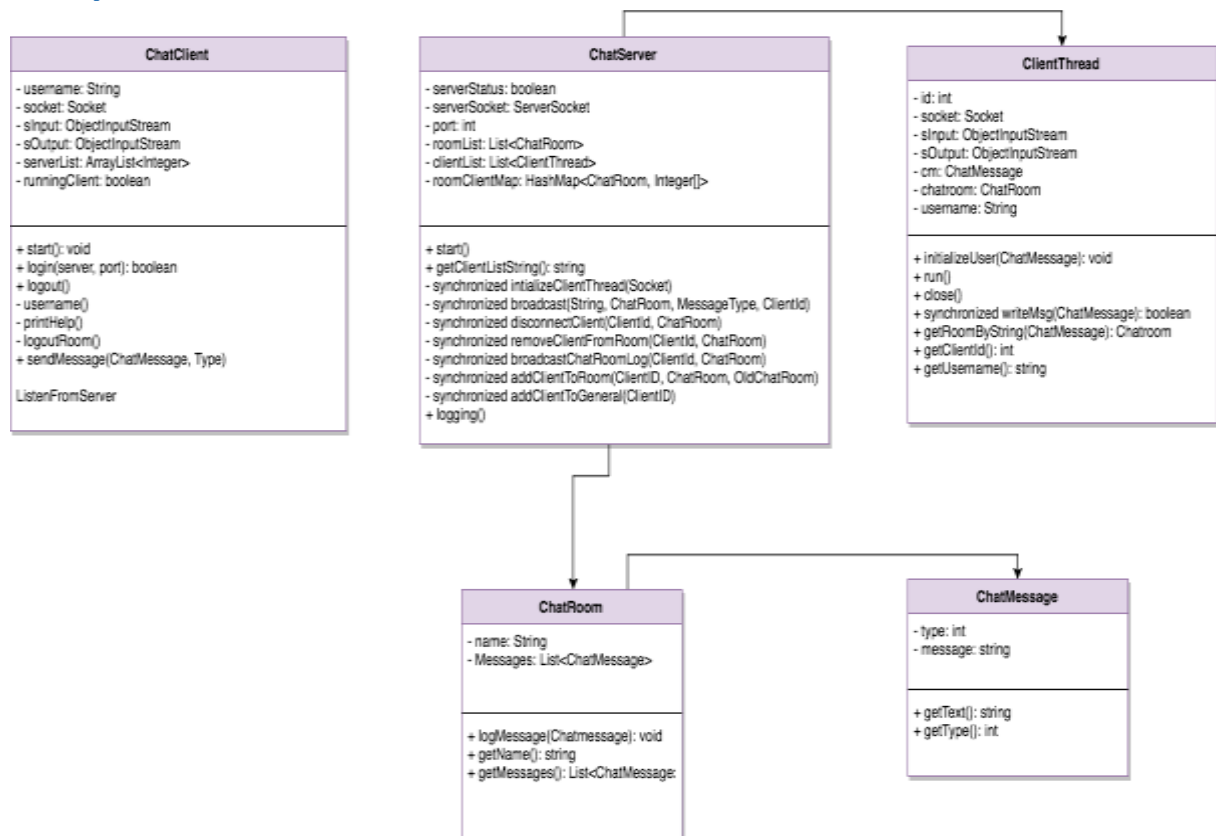 ChatClient
- username: String
- socket: Socket
- sInput: ObjectInputStream
- sOutput: ObjectInputStream
- serverList: ArrayList<Integer>
- runningClient: boolean
+ start(): void
+ login(server, port): boolean
+ logout()
- username()
- printHelp()
- logoutRoom()
+ sendMessage(ChatMessage, Type)
ListenFromServer
ChatServer
- serverStatus: boolean
- serverSocket: ServerSocket
- port: int
- roomList: List<ChatRoom>
- clientList: List<ClientThread>
- roomClientMap: HashMap<ChatRoom, Integer[]>
+ start()
+ getClientListString(): string
- synchronized intializeClientThread(Socket)
- synchronized broadcast(String, ChatRoom, MessageType, ClientId)
- synchronized disconnectClient(ClientId, ChatRoom)
- synchronized removeClientFromRoom(ClientId, ChatRoom)
- synchronized broadcastChatRoomLog(ClientId, ChatRoom)
- synchronized addClientToRoom(ClientID, ChatRoom, OldChatRoom)
- synchronized addClientToGeneral(ClientID)
+ logging()
ClientThread
- id: int
- socket: Socket
- sInput: ObjectInputStream
- sOutput: ObjectInputStream
- cm: ChatMessage
- chatroom: ChatRoom
- username: String
+ initializeUser(ChatMessage): void
+ run()
+ close()
+ synchronized writeMsg(ChatMessage): boolean
+ getRoomByString(ChatMessage): Chatroom
+ getClientId(): int
+ getUsername(): string
ChatRoom
- name: String
- Messages: List<ChatMessage>
+ logMessage(Chatmessage): void
+ getName(): string
+ getMessages(): List<ChatMessage:
ChatMessage
- type: int
- message: string
+ getText(): string
+ getType(): int